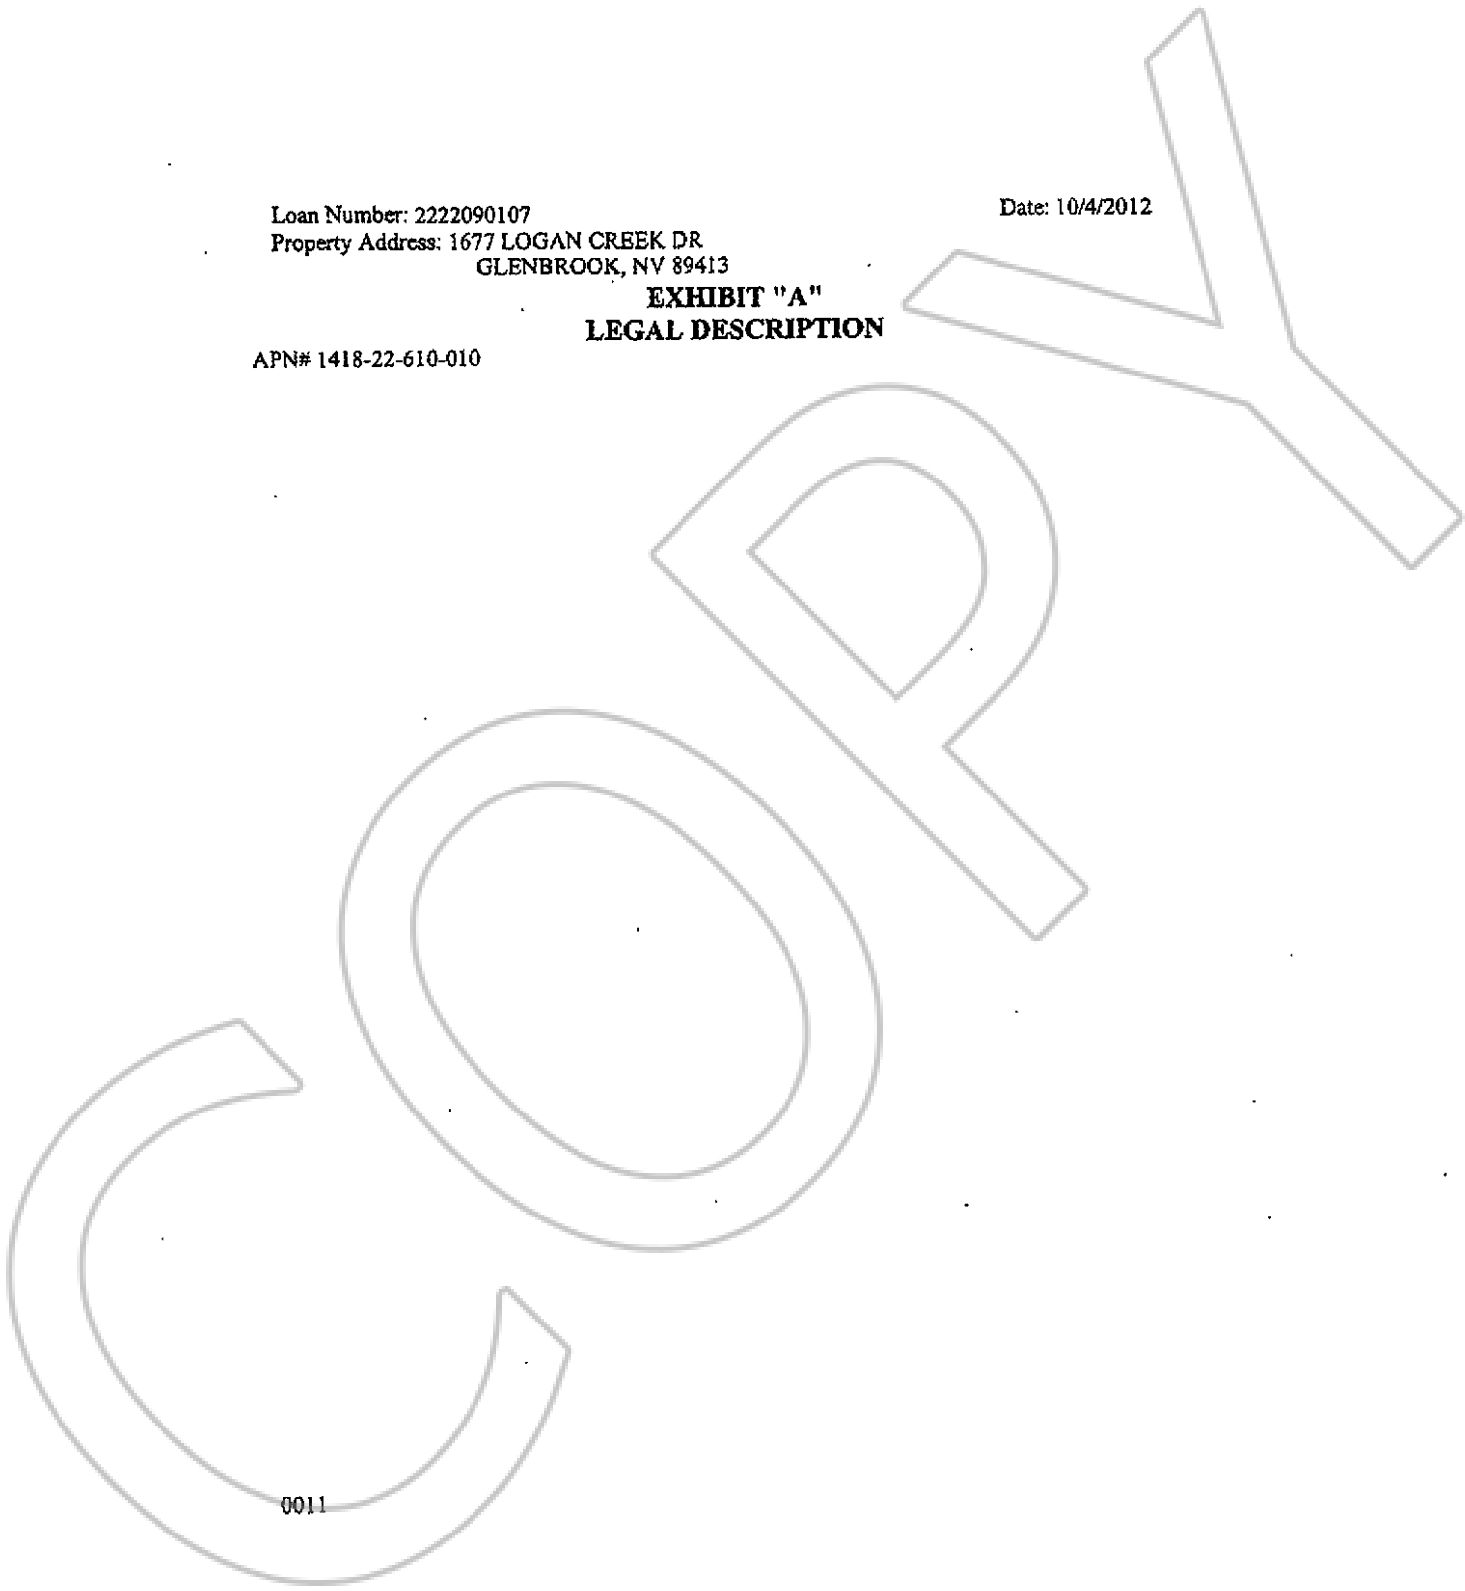 Loan Number: 2222090107
Date: 10/4/2012
Property Address: 1677 LOGAN CREEK DR
GLENBROOK, NV 89413
EXHIBIT "A"
LEGAL DESCRIPTION
APN# 1418-22-610-010
COPY
0011